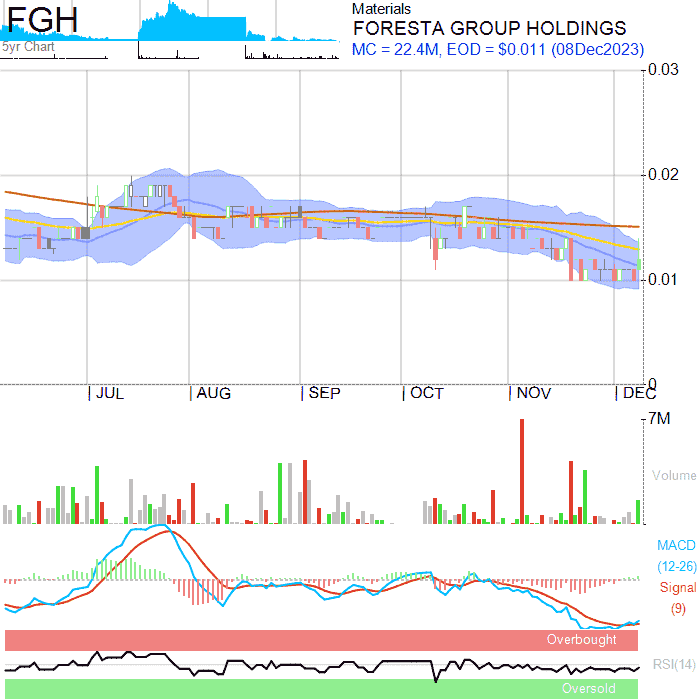 FGH
5yr Chart
Materials
FORESTA GROUP HOLDINGS
MC = 22.4M, EOD = $0.011 (08Dec2023)
0.03
0.02
0.01
0
JUL
AUG
SEP
OCT
NOV
DEC
7M
Volume
MACD
(12-26)
Signal
(9)
Overbought
RSI(14)
Oversold